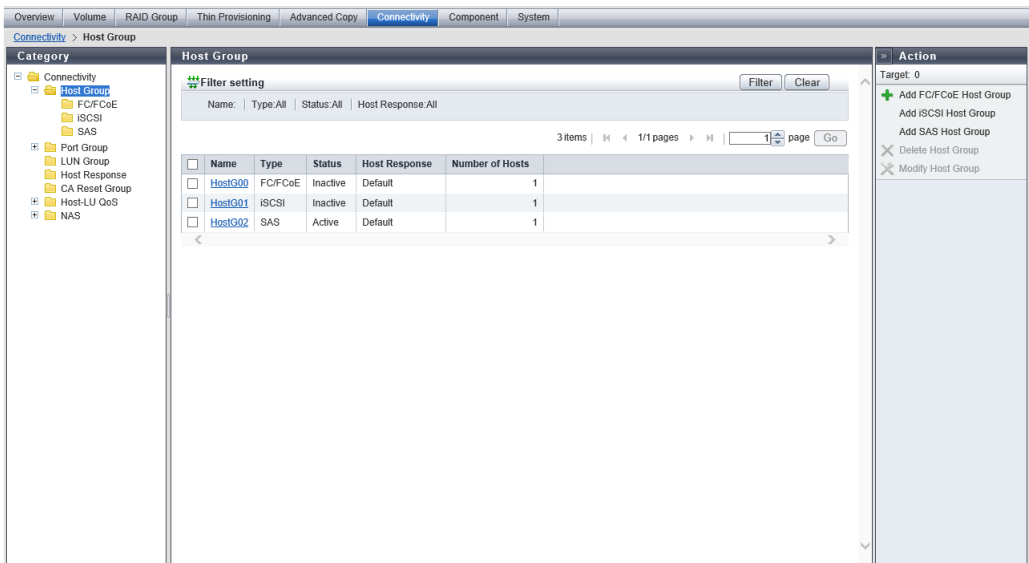 Overview Volume RAID Group Thin Provisioning Advanced Copy Connectivity Component System
Connectivity > Host Group
Category
Connectivity
Host Group
FC/FCoE
iSCSI
SAS
Port Group
LUN Group
Host Response
CA Reset Group
Host-LU QoS
NAS
Host Group
Filter setting
Filter Clear
Name: Type:All Status:All Host Response:All
3 items 1/1 pages 1 page Go
Name Type Status Host Response Number of Hosts
HostG00 FC/FCoE Inactive Default 1
HostG01 iSCSI Inactive Default 1
HostG02 SAS Active Default 1
» Action
Target: 0
Add FC/FCoE Host Group
Add iSCSI Host Group
Add SAS Host Group
Delete Host Group
Modify Host Group